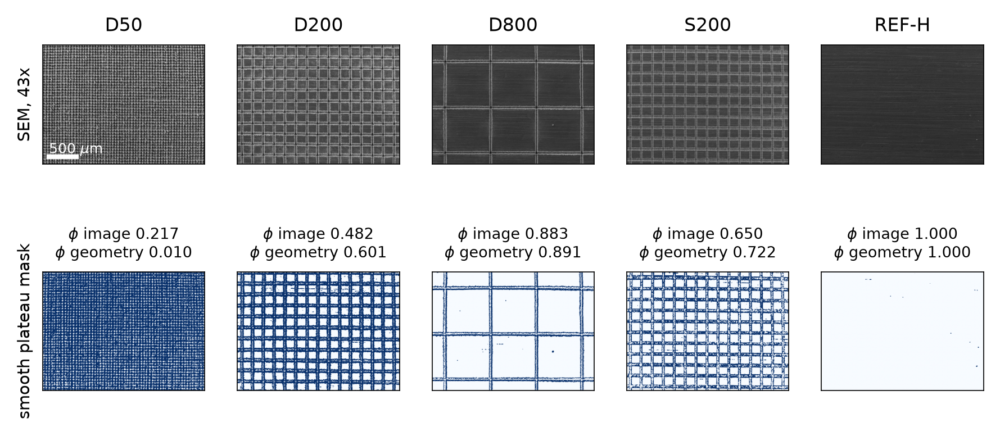 D50 D200 D800 S200 REF-H
SEM, 43x
500 μm
ϕ image 0.217
ϕ geometry 0.010
ϕ image 0.482
ϕ geometry 0.601
ϕ image 0.883
ϕ geometry 0.891
ϕ image 0.650
ϕ geometry 0.722
ϕ image 1.000
ϕ geometry 1.000
smooth plateau mask